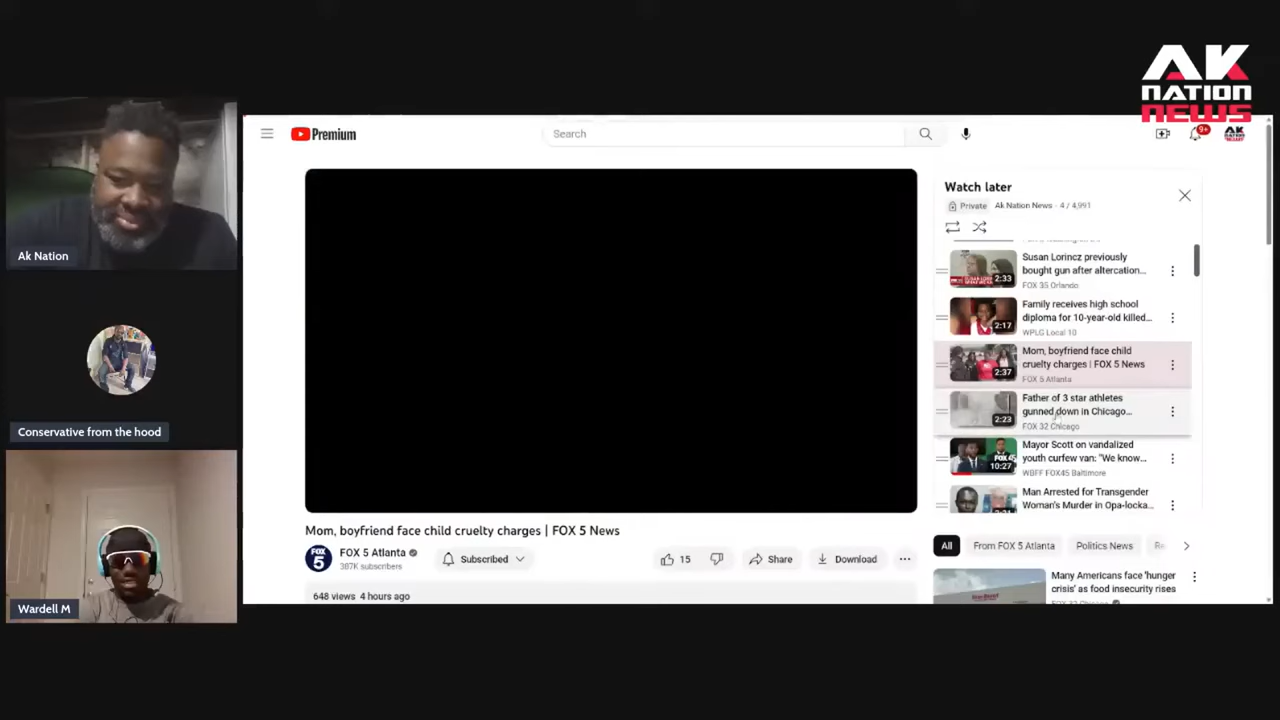 AK
NATION
NEWS
Ak Nation
Conservative from the hood
Wardell M
Premium
Search
9+
Watch later
Private Ak Nation News · 4 / 4,991
Susan Lorincz previously
bought gun after altercation...
2:33
FOX 35 Orlando
Family receives high school
diploma for 10-year-old killed...
2:17
WPLG Local 10
Mom, boyfriend face child
cruelty charges | FOX 5 News
2:37
FOX 5 Atlanta
Father of 3 star athletes
gunned down in Chicago...
2:23
FOX 32 Chicago
Mayor Scott on vandalized
youth curfew van: "We know...
10:27
WBFF FOX45 Baltimore
Man Arrested for Transgender
Woman's Murder in Opa-locka...
Mom, boyfriend face child cruelty charges | FOX 5 News
FOX 5
FOX 5 Atlanta
387K subscribers
Subscribed
15
Share
Download
648 views 4 hours ago
All
From FOX 5 Atlanta
Politics News
Re
Many Americans face 'hunger
crisis' as food insecurity rises
FOX 32 Chicago